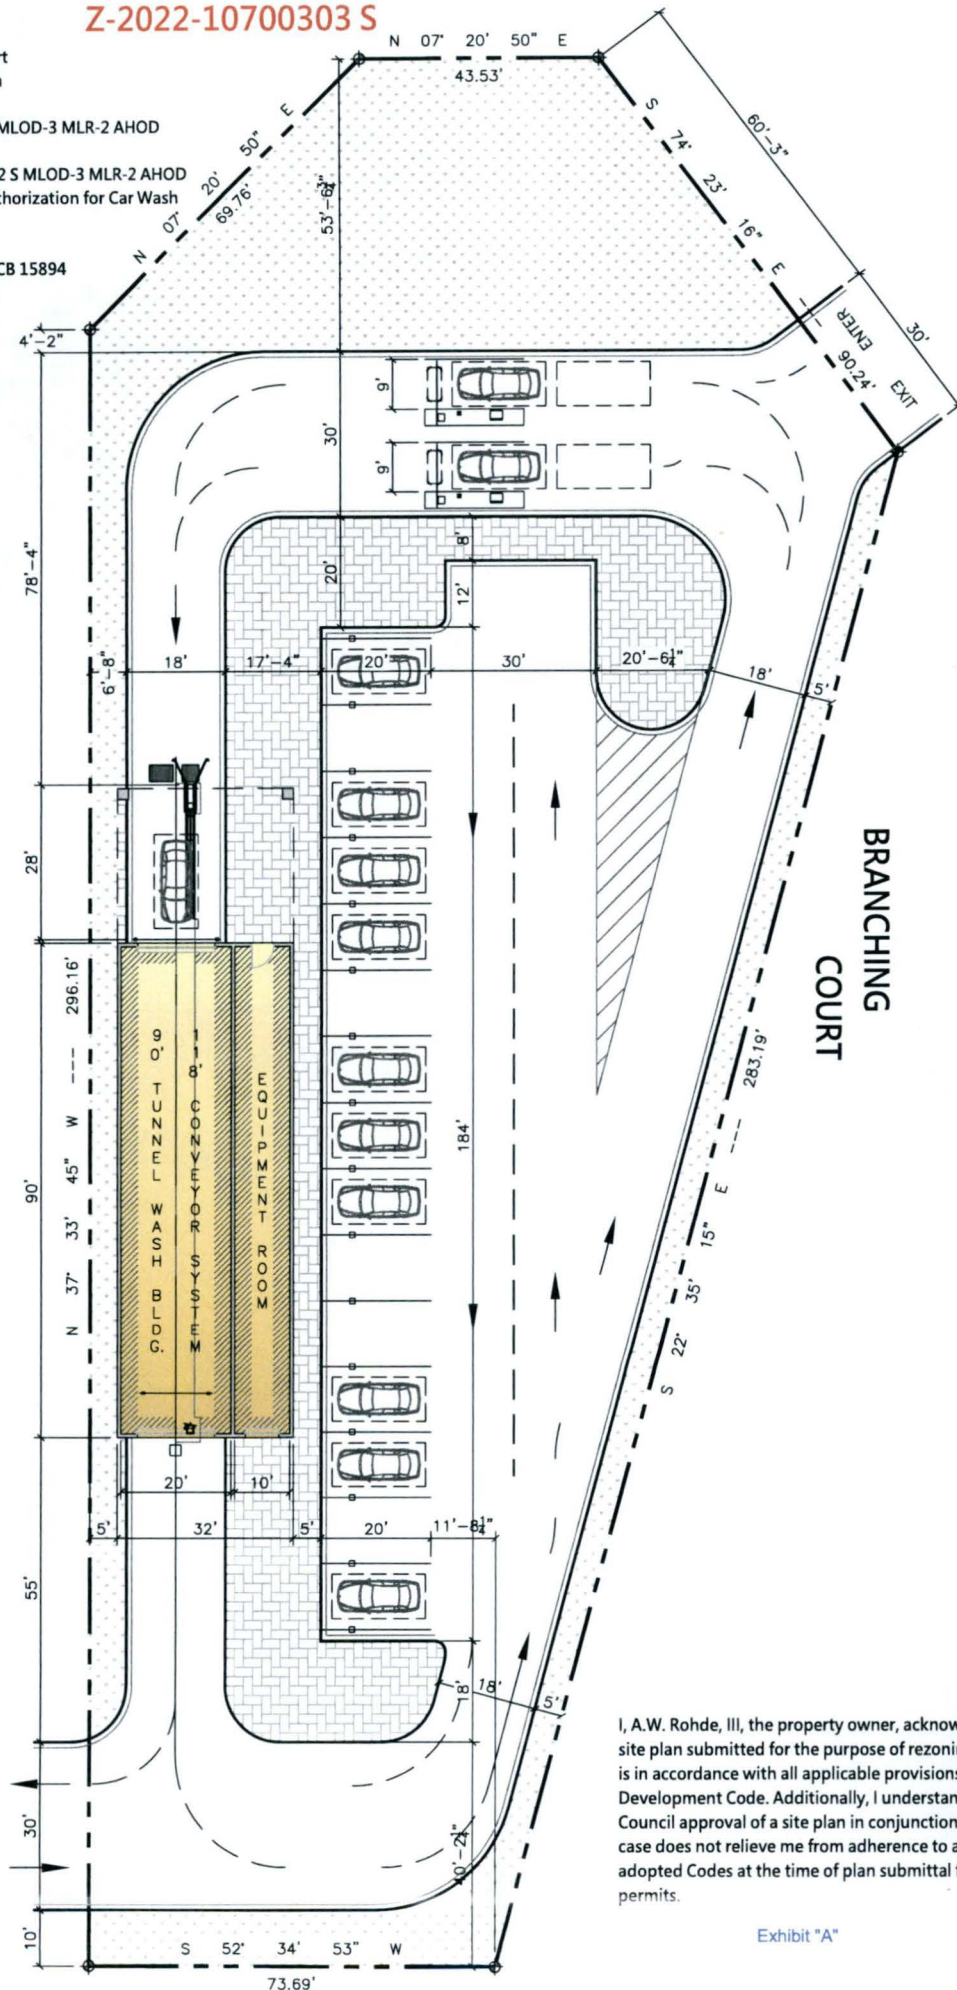 Z-2022-10700303 S
MLOD-3 MLR-2 AHOD
2 S MLOD-3 MLR-2 AHOD
thorization for Car Wash
CB 15894
N 07° 20' 50" E
43.53'
N 07° 20' 50" E
69.76'
S 74° 23' 16" E
90.24'
60'-3"
30'
ENTER
EXIT
4'-2"
30'
9'
9'
8'
20'
12'
78'-4"
6'-8"
18'
17'-4"
20'
30'
20'-6¼"
18'
5'
28'
BRANCHING
COURT
296.16'
N 37° 33' 45" W
90'
90' TUNNEL WASH BLDG.
118' CONVEYOR SYSTEM
EQUIPMENT ROOM
184'
283.19'
S 22° 35' 15" E
20'
10'
5'
32'
5'
20'
11'-8¼"
55'
18'
18'
5'
30'
10'
S 52° 34' 53" W
73.69'
I, A.W. Rohde, III, the property owner, acknow
site plan submitted for the purpose of rezoni
is in accordance with all applicable provisions
Development Code. Additionally, I understan
Council approval of a site plan in conjunction
case does not relieve me from adherence to a
adopted Codes at the time of plan submittal
permits.
Exhibit "A"